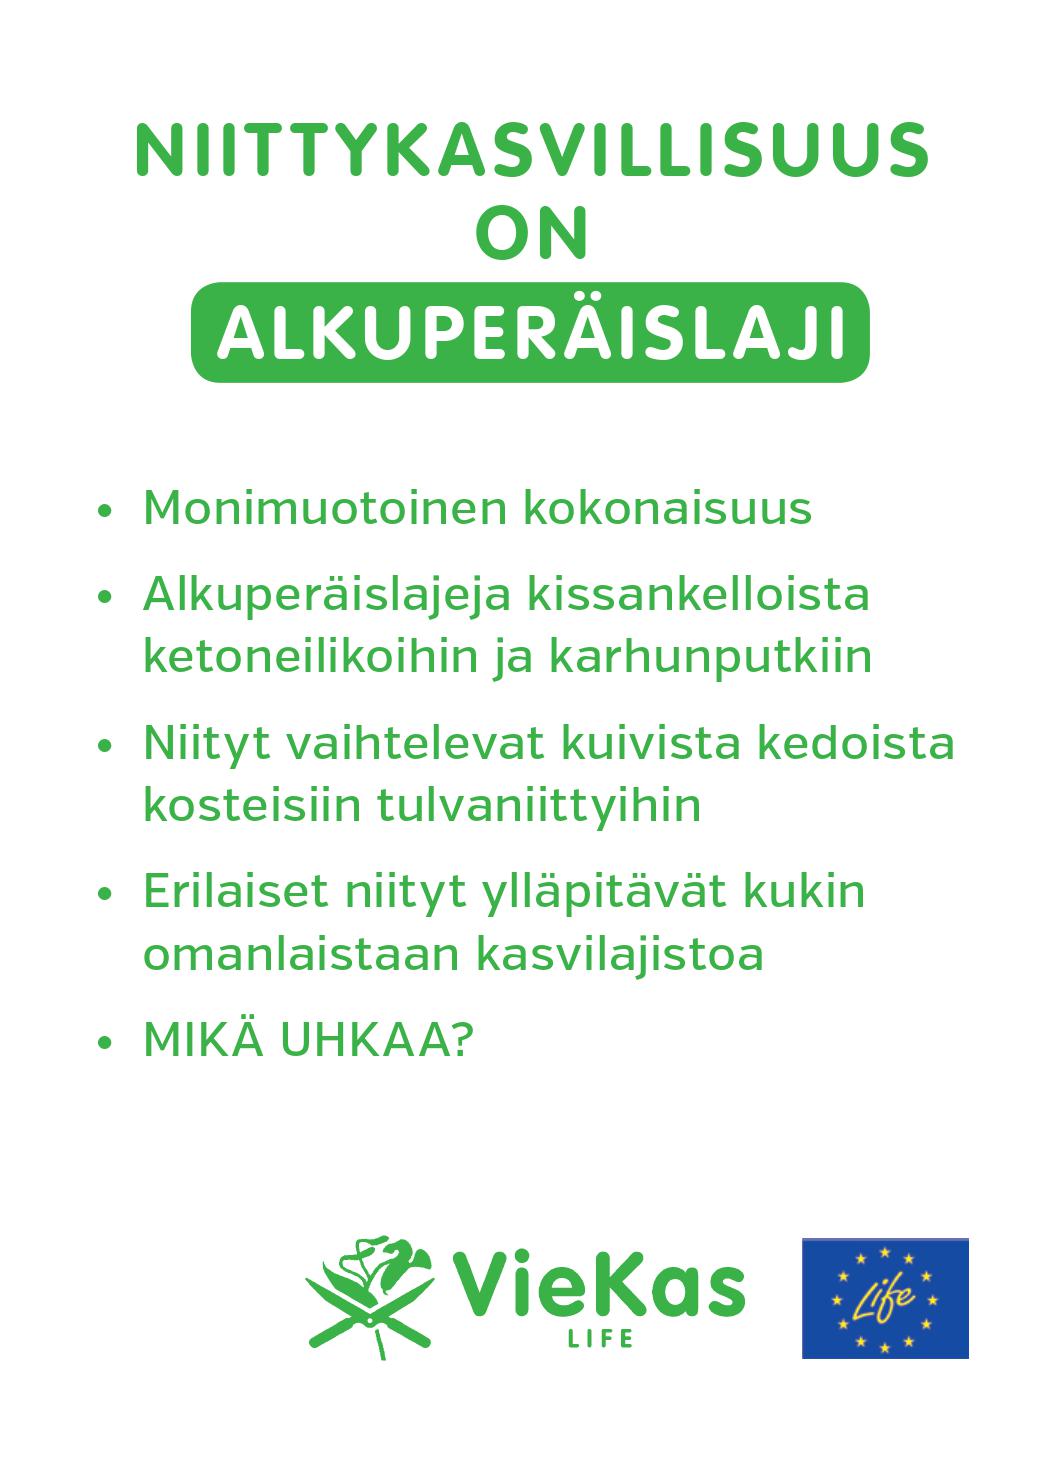 NIITTYKASVILLISUUS
ON
ALKUPERÄISLAJI
• Monimuotoinen kokonaisuus
• Alkuperäislajeja kissankelloista
ketoneilikoihin ja karhunputkiin
• Niityt vaihtelevat kuivista kedoista
kosteisiin tulvaniittyihin
• Erilaiset niityt ylläpitävät kukin
omanlaistaan kasvilajistoa
• MIKÄ UHKAA?
VieKas
LIFE
Life